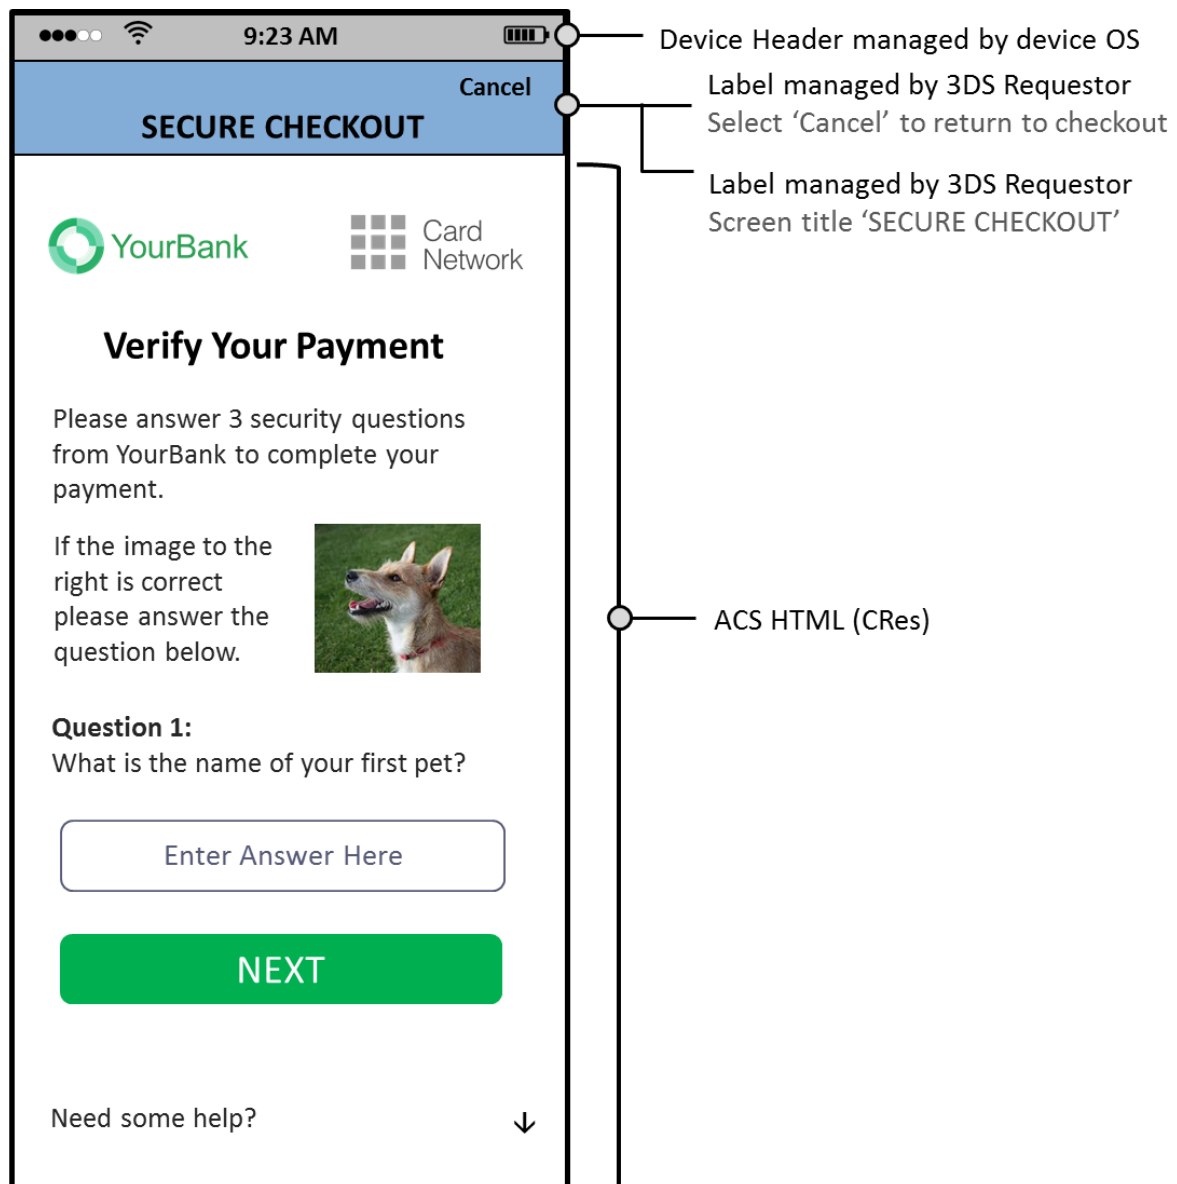 9:23 AM
Device Header managed by device OS
Cancel
SECURE CHECKOUT
Label managed by 3DS Requestor
Select ‘Cancel’ to return to checkout
Label managed by 3DS Requestor
Screen title ‘SECURE CHECKOUT’
YourBank
Card
Network
Verify Your Payment
Please answer 3 security questions
from YourBank to complete your
payment.
If the image to the
right is correct
please answer the
question below.
ACS HTML (CRes)
Question 1:
What is the name of your first pet?
Enter Answer Here
NEXT
Need some help?